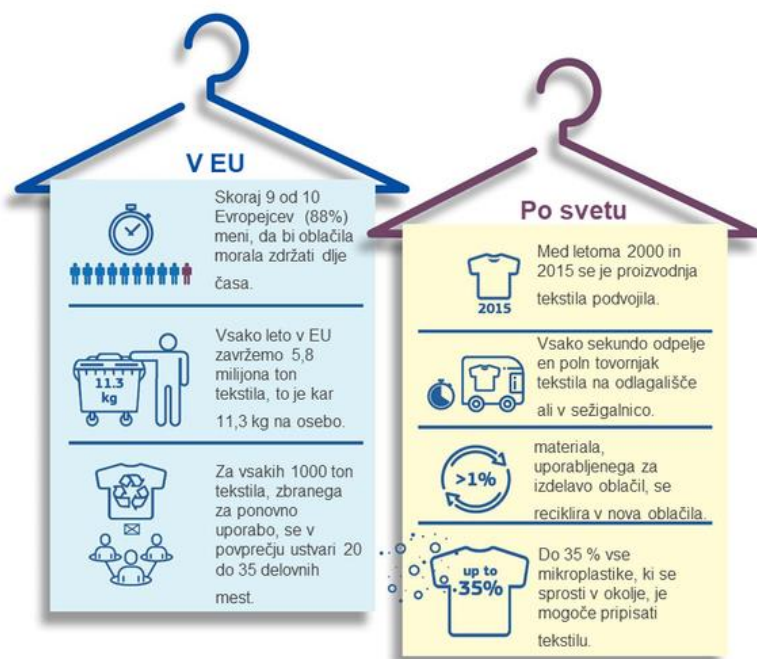 V EU
Skoraj 9 od 10
Evropejcev (88%)
meni, da bi oblačila
morala zdržati dlje
časa.
11.3
kg
Vsako leto v EU
zavržemo 5,8
milijona ton
tekstila, to je kar
11,3 kg na osebo.
Za vsakih 1000 ton
tekstila, zbranega
za ponovno
uporabo, se v
povprečju ustvari 20
do 35 delovnih
mest.
Po svetu
2015
Med letoma 2000 in
2015 se je proizvodnja
tekstila podvojila.
Vsako sekundo odpelje
en poln tovornjak
tekstila na odlagališče
ali v sežigalnico.
>1%
materiala,
uporabljenega za
izdelavo oblačil, se
reciklira v nova oblačila.
up to
35%
Do 35 % vse
mikroplastike, ki se
sprosti v okolje, je
mogoče pripisati
tekstilu.